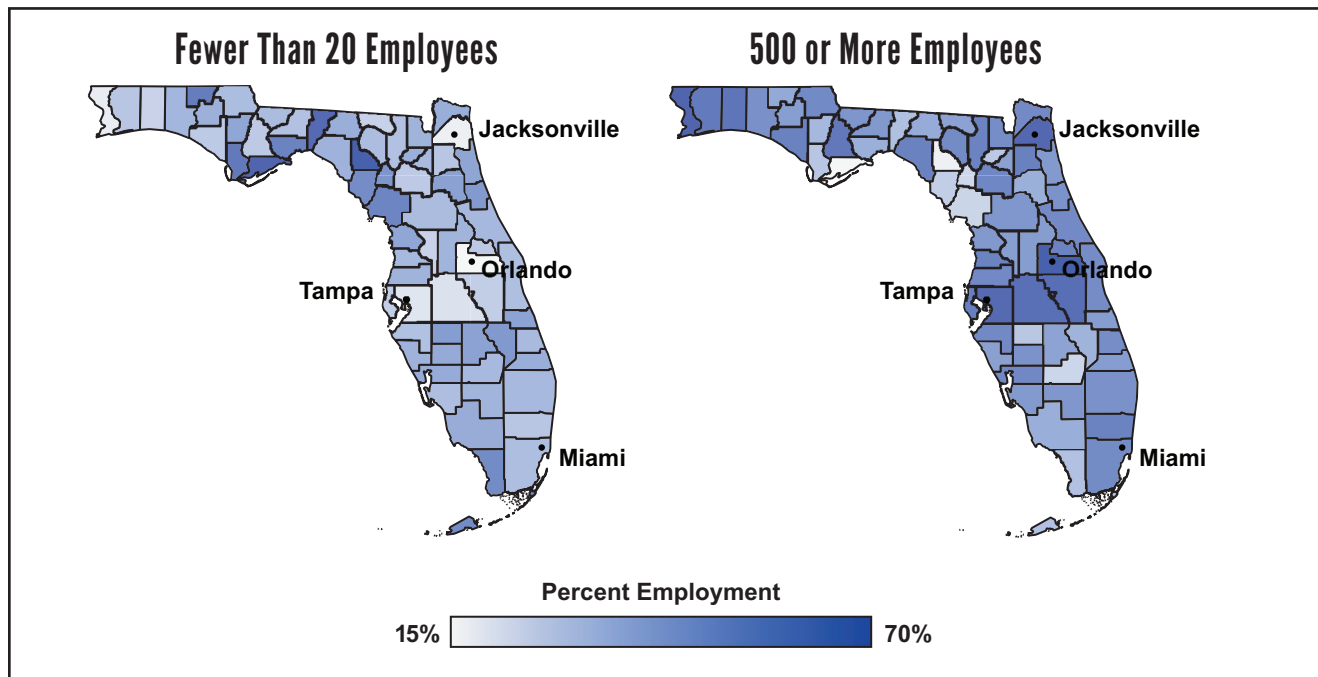 Fewer Than 20 Employees
500 or More Employees
Jacksonville
Orlando
Tampa
Miami
Jacksonville
Orlando
Tampa
Miami
Percent Employment
15%
70%